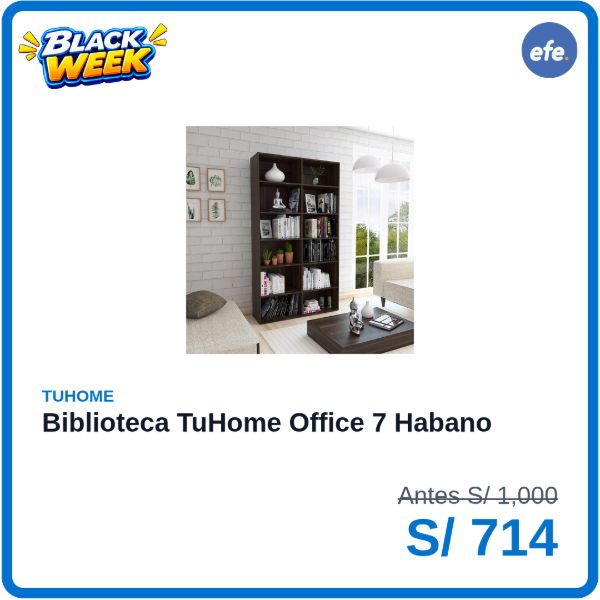 BLACK
WEEK
efe.
TUHOME
Biblioteca TuHome Office 7 Habano
Antes S/ 1,000
S/ 714